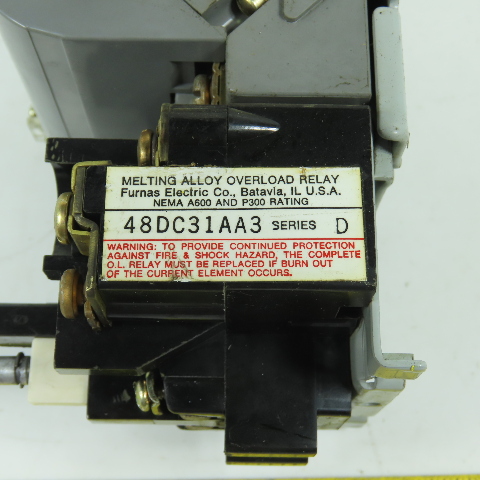 MELTING ALLOY OVERLOAD RELAY
Furnas Electric Co., Batavia, IL U.S.A.
NEMA A600 AND P300 RATING
48DC31AA3 SERIES D
WARNING: TO PROVIDE CONTINUED PROTECTION
AGAINST FIRE & SHOCK HAZARD, THE COMPLETE
O.L. RELAY MUST BE REPLACED IF BURN OUT
OF THE CURRENT ELEMENT OCCURS.